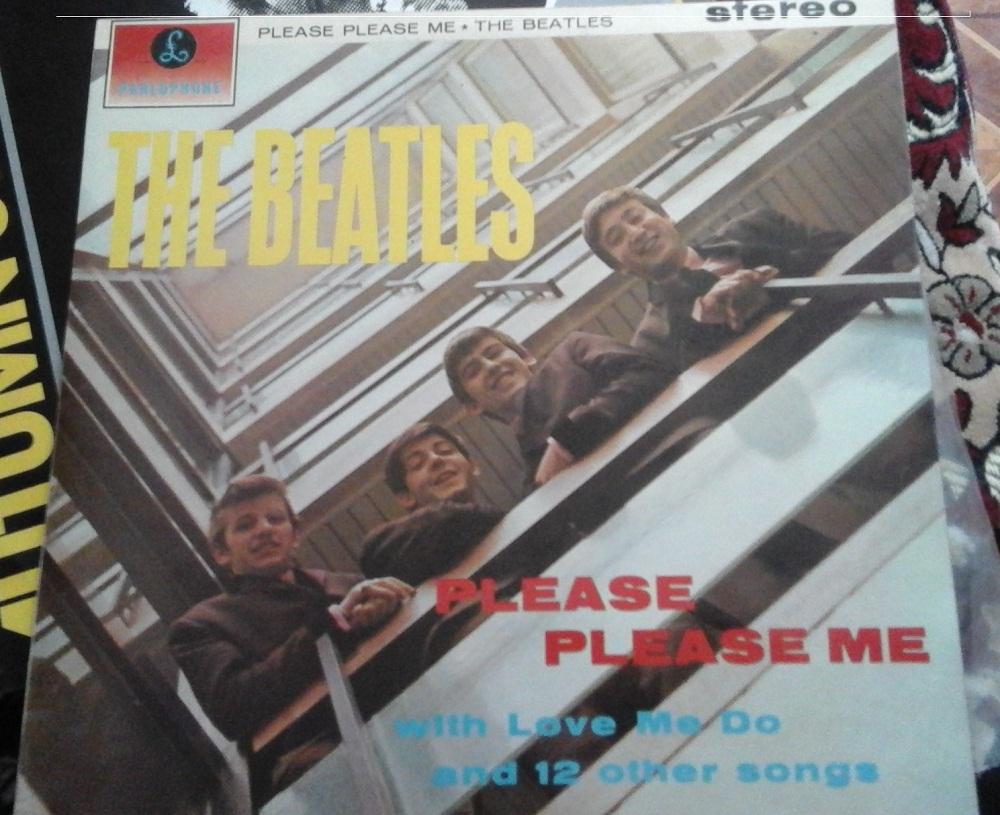 PLEASE PLEASE ME ★ THE BEATLES
stereo
£
PARLOPHONE
THE BEATLES
PLEASE
PLEASE ME
with Love Me Do
and 12 other songs